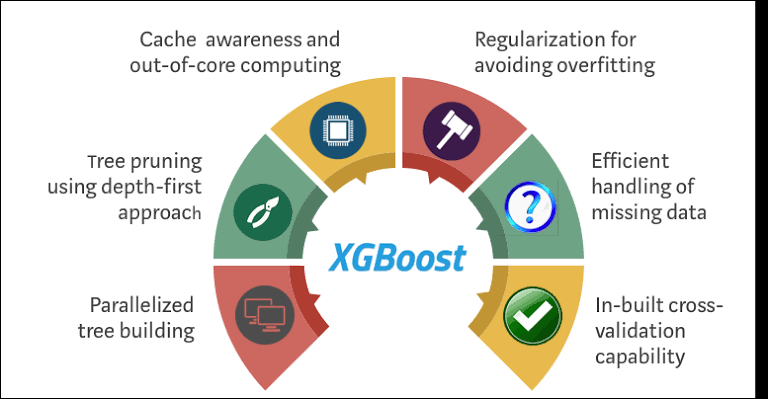 Cache awareness and
out-of-core computing
Regularization for
avoiding overfitting
Tree pruning
using depth-first
approach
Efficient
handling of
missing data
XGBoost
Parallelized
tree building
In-built cross-
validation
capability